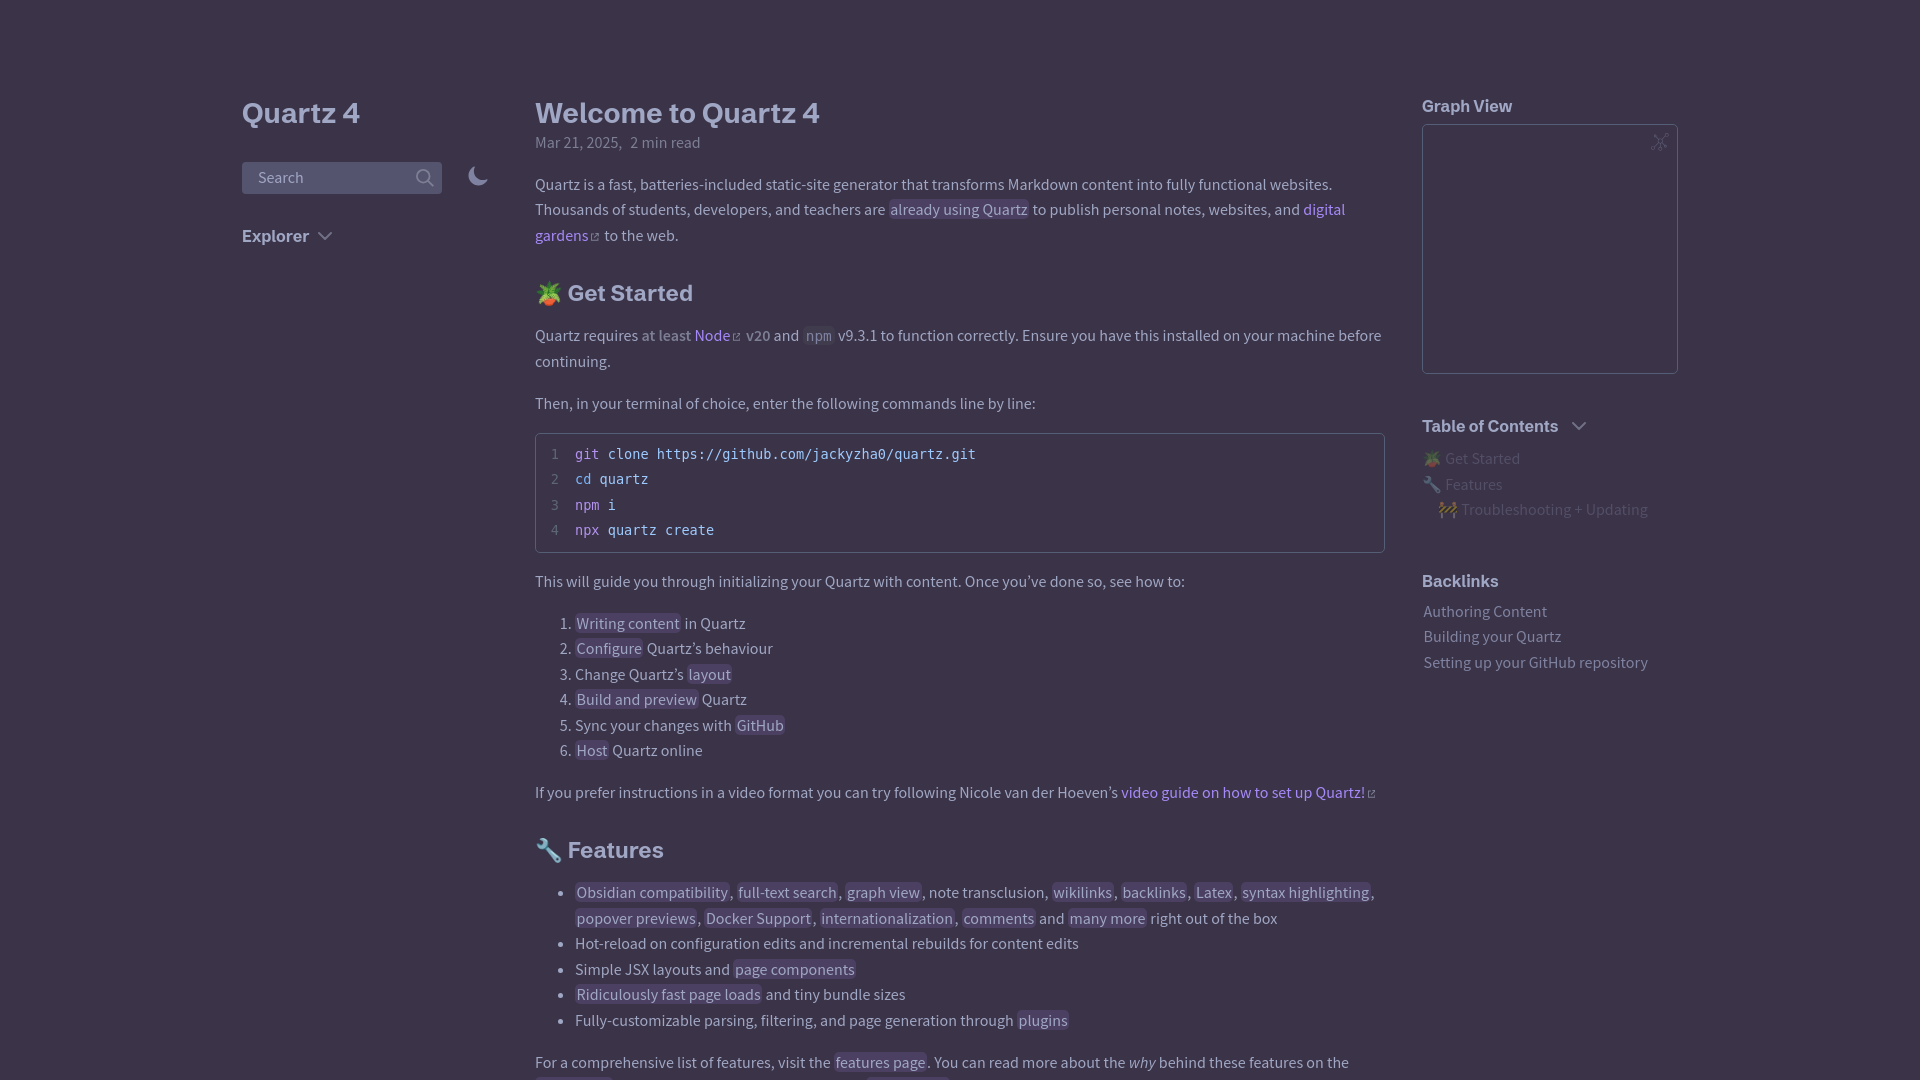 Quartz 4
Search
Explorer
Welcome to Quartz 4
Mar 21, 2025, 2 min read
Quartz is a fast, batteries-included static-site generator that transforms Markdown content into fully functional websites.
Thousands of students, developers, and teachers are already using Quartz to publish personal notes, websites, and digital
gardens to the web.
🪴 Get Started
Quartz requires at least Node v20 and npm v9.3.1 to function correctly. Ensure you have this installed on your machine before
continuing.
Then, in your terminal of choice, enter the following commands line by line:
1 git clone https://github.com/jackyzha0/quartz.git
2 cd quartz
3 npm i
4 npx quartz create
This will guide you through initializing your Quartz with content. Once you’ve done so, see how to:
1. Writing content in Quartz
2. Configure Quartz’s behaviour
3. Change Quartz’s layout
4. Build and preview Quartz
5. Sync your changes with GitHub
6. Host Quartz online
If you prefer instructions in a video format you can try following Nicole van der Hoeven’s video guide on how to set up Quartz!
🔧 Features
• Obsidian compatibility, full-text search, graph view, note transclusion, wikilinks, backlinks, Latex, syntax highlighting,
popover previews, Docker Support, internationalization, comments and many more right out of the box
• Hot-reload on configuration edits and incremental rebuilds for content edits
• Simple JSX layouts and page components
• Ridiculously fast page loads and tiny bundle sizes
• Fully-customizable parsing, filtering, and page generation through plugins
For a comprehensive list of features, visit the features page. You can read more about the why behind these features on the
Graph View
Table of Contents
🪴 Get Started
🔧 Features
🚧 Troubleshooting + Updating
Backlinks
Authoring Content
Building your Quartz
Setting up your GitHub repository